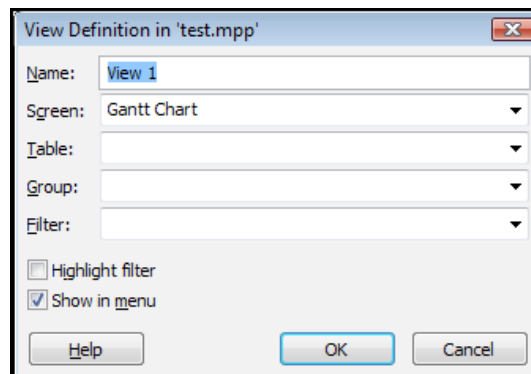 View Definition in 'test.mpp'
Name: View 1
Screen: Gantt Chart
Table:
Group:
Filter:
Highlight filter
Show in menu
Help OK Cancel